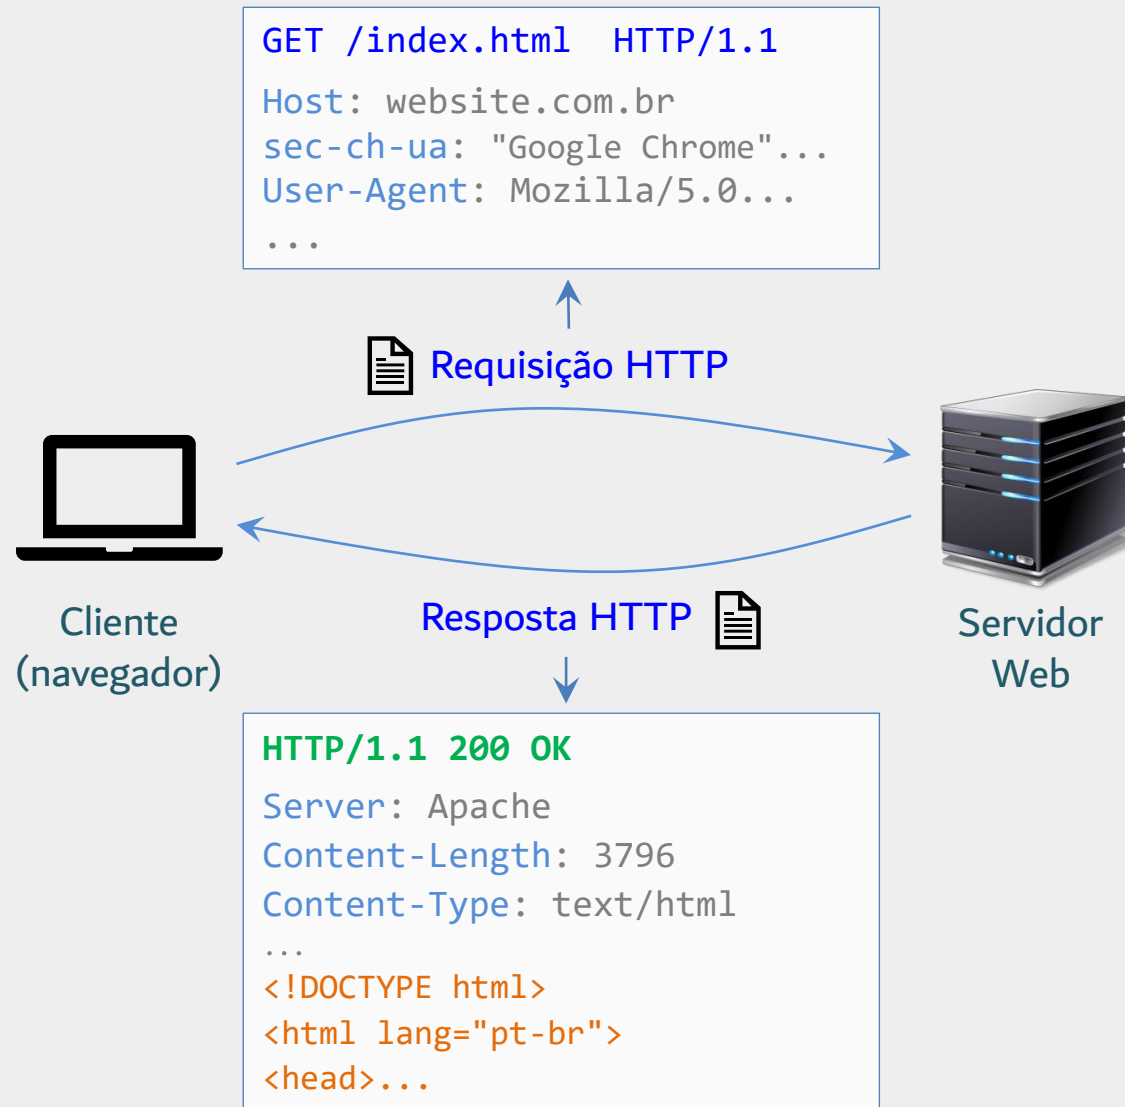 GET /index.html HTTP/1.1
Host: website.com.br
sec-ch-ua: "Google Chrome"...
User-Agent: Mozilla/5.0...
...
Requisição HTTP
Cliente
(navegador)
Servidor
Web
Resposta HTTP
HTTP/1.1 200 OK
Server: Apache
Content-Length: 3796
Content-Type: text/html
...
<!DOCTYPE html>
<html lang="pt-br">
<head>...